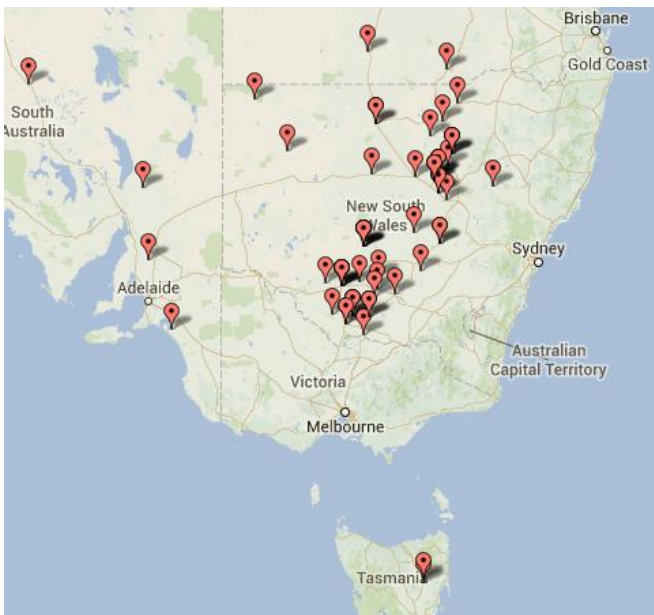 Brisbane
Gold Coast
South
Australia
New South
Wales
Sydney
Adelaide
Australian
Capital Territory
Victoria
Melbourne
Tasmania